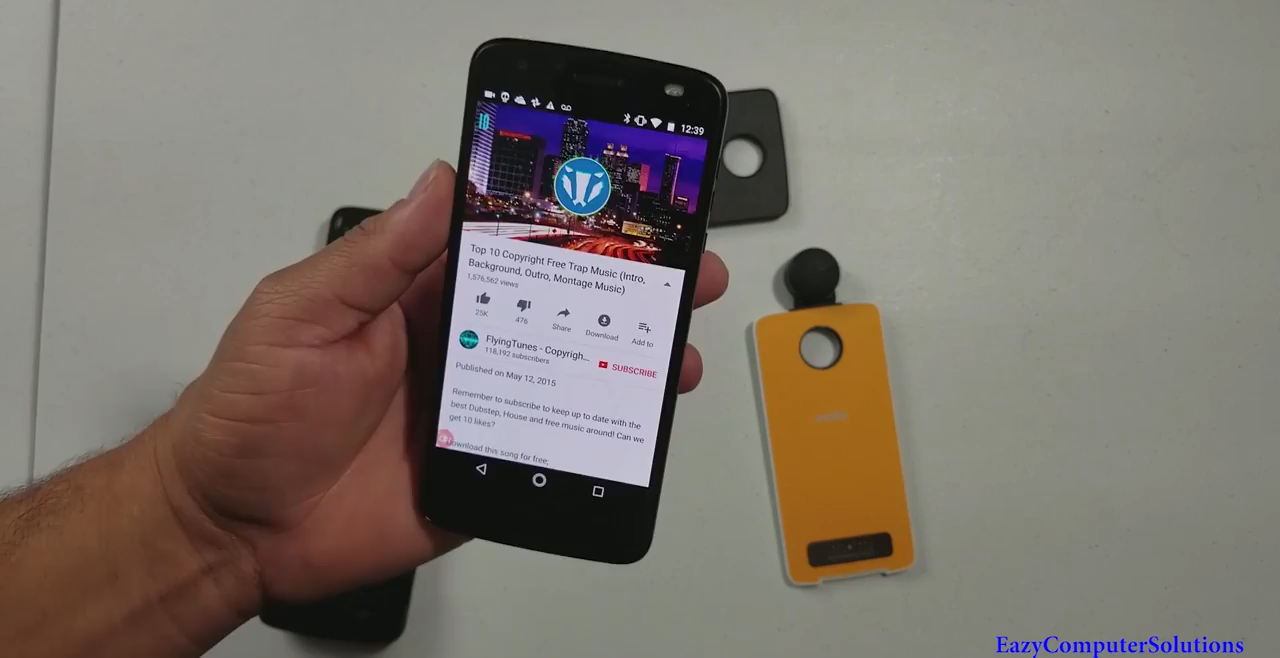 12:39
10
Top 10 Copyright Free Trap Music (Intro,
Background, Outro, Montage Music)
1,576,562 views
25K
476
Share
Download
Add to
FlyingTunes - Copyrigh...
SUBSCRIBE
118,192 subscribers
Published on May 12, 2015
Remember to subscribe to keep up to date with the
best Dubstep, House and free music around! Can we
get 10 likes?
Download this song for free;
EazyComputerSolutions